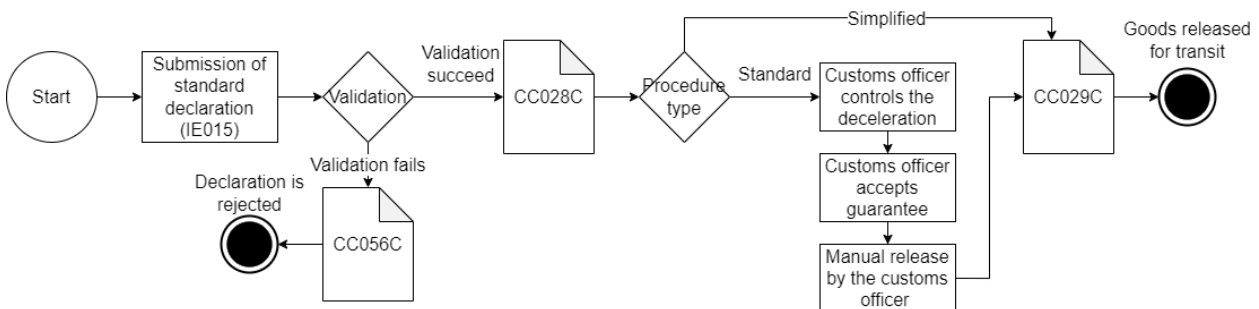 Start
Submission of
standard
declaration
(IE015)
Validation
Validation
succeed
CC028C
Procedure
type
Simplified
Standard
Customs officer
controls the
deceleration
Customs officer
accepts
guarantee
Manual release
by the customs
officer
CC029C
Goods released
for transit
Validation fails
CC056C
Declaration is
rejected